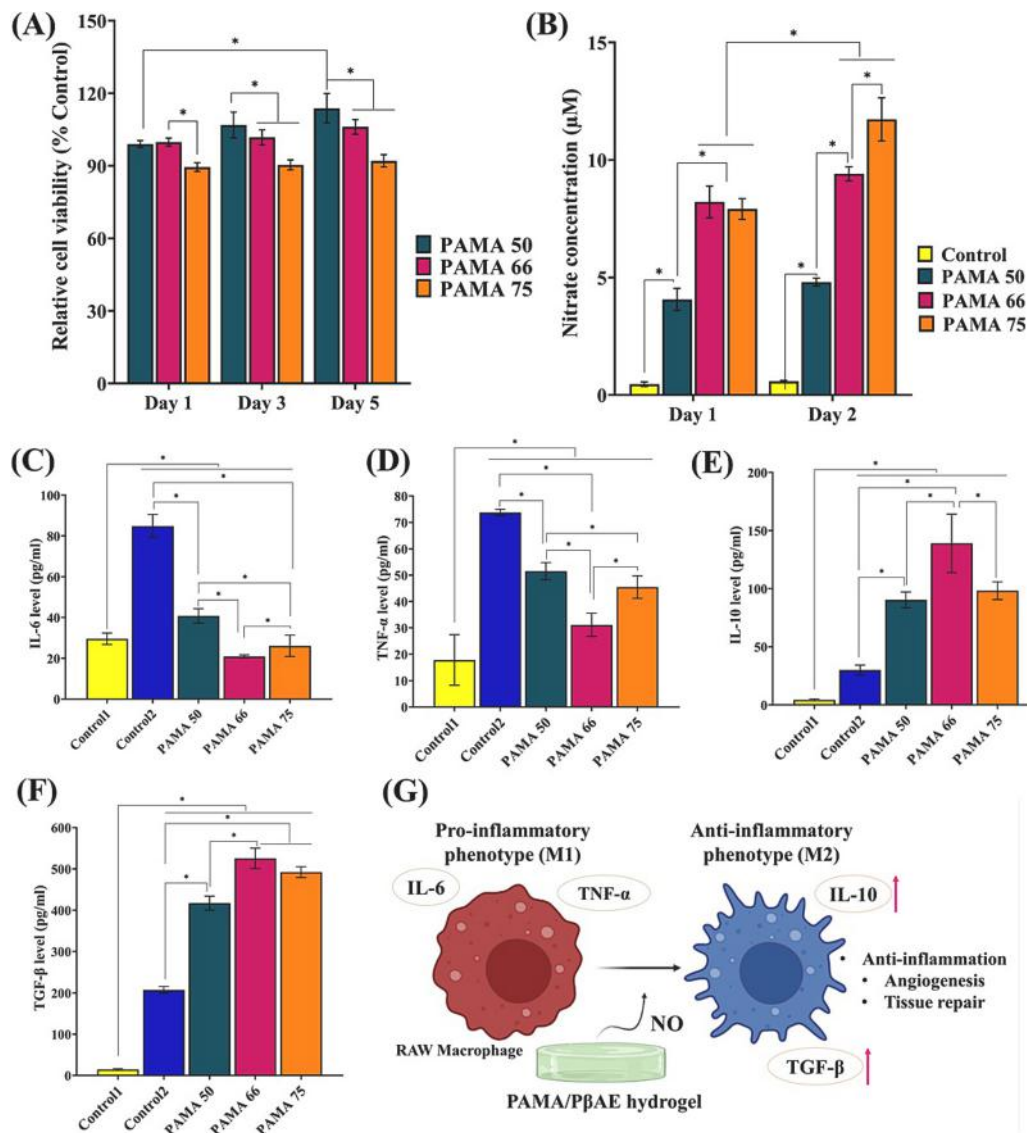 (A)
Relative cell viability (% Control)
150
120
90
60
30
0
*
*
*
*
Day 1
Day 3
Day 5
PAMA 50
PAMA 66
PAMA 75
(B)
Nitrate concentration (µM)
15
10
5
0
*
*
*
*
*
*
Day 1
Day 2
Control
PAMA 50
PAMA 66
PAMA 75
(C)
IL-6 level (pg/ml)
100
80
60
40
20
0
*
*
*
*
*
*
Control1
Control2
PAMA 50
PAMA 66
PAMA 75
(D)
TNF-α level (pg/ml)
80
70
60
50
40
30
20
10
0
*
*
*
*
*
*
Control1
Control2
PAMA 50
PAMA 66
PAMA 75
(E)
IL-10 level (pg/ml)
200
150
100
50
0
*
*
*
*
*
Control1
Control2
PAMA 50
PAMA 66
PAMA 75
(F)
TGF-β level (pg/ml)
600
500
400
300
200
100
0
*
*
*
*
Control1
Control2
PAMA 50
PAMA 66
PAMA 75
(G)
Pro-inflammatory
phenotype (M1)
IL-6
TNF-α
RAW Macrophage
NO
PAMA/PβAE hydrogel
Anti-inflammatory
phenotype (M2)
IL-10
• Anti-inflammation
• Angiogenesis
• Tissue repair
TGF-β